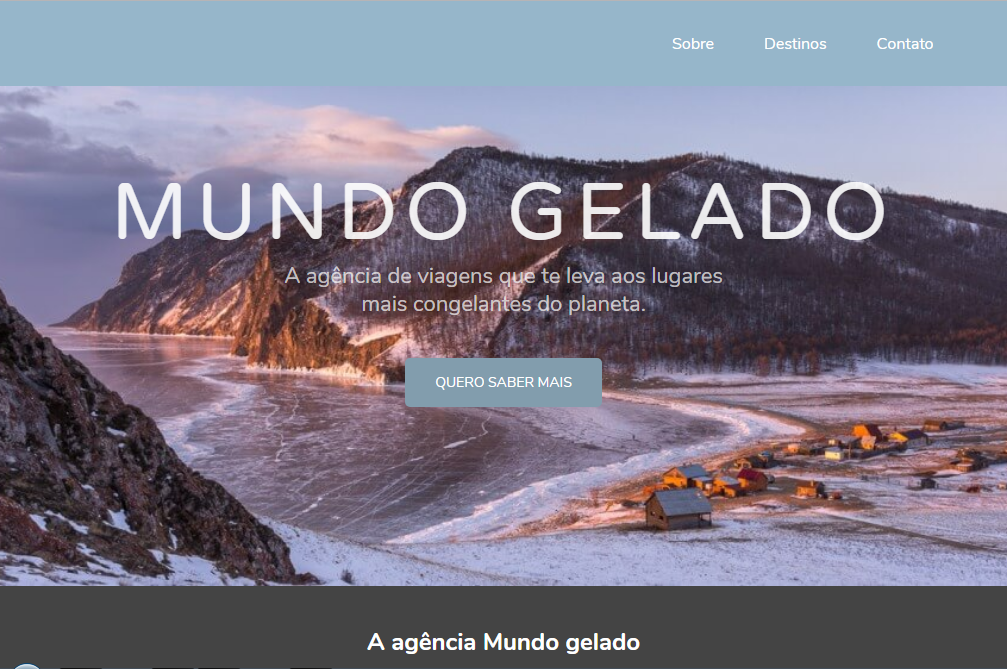 Sobre Destinos Contato
MUNDO GELADO
A agência de viagens que te leva aos lugares
mais congelantes do planeta.
QUERO SABER MAIS
A agência Mundo gelado